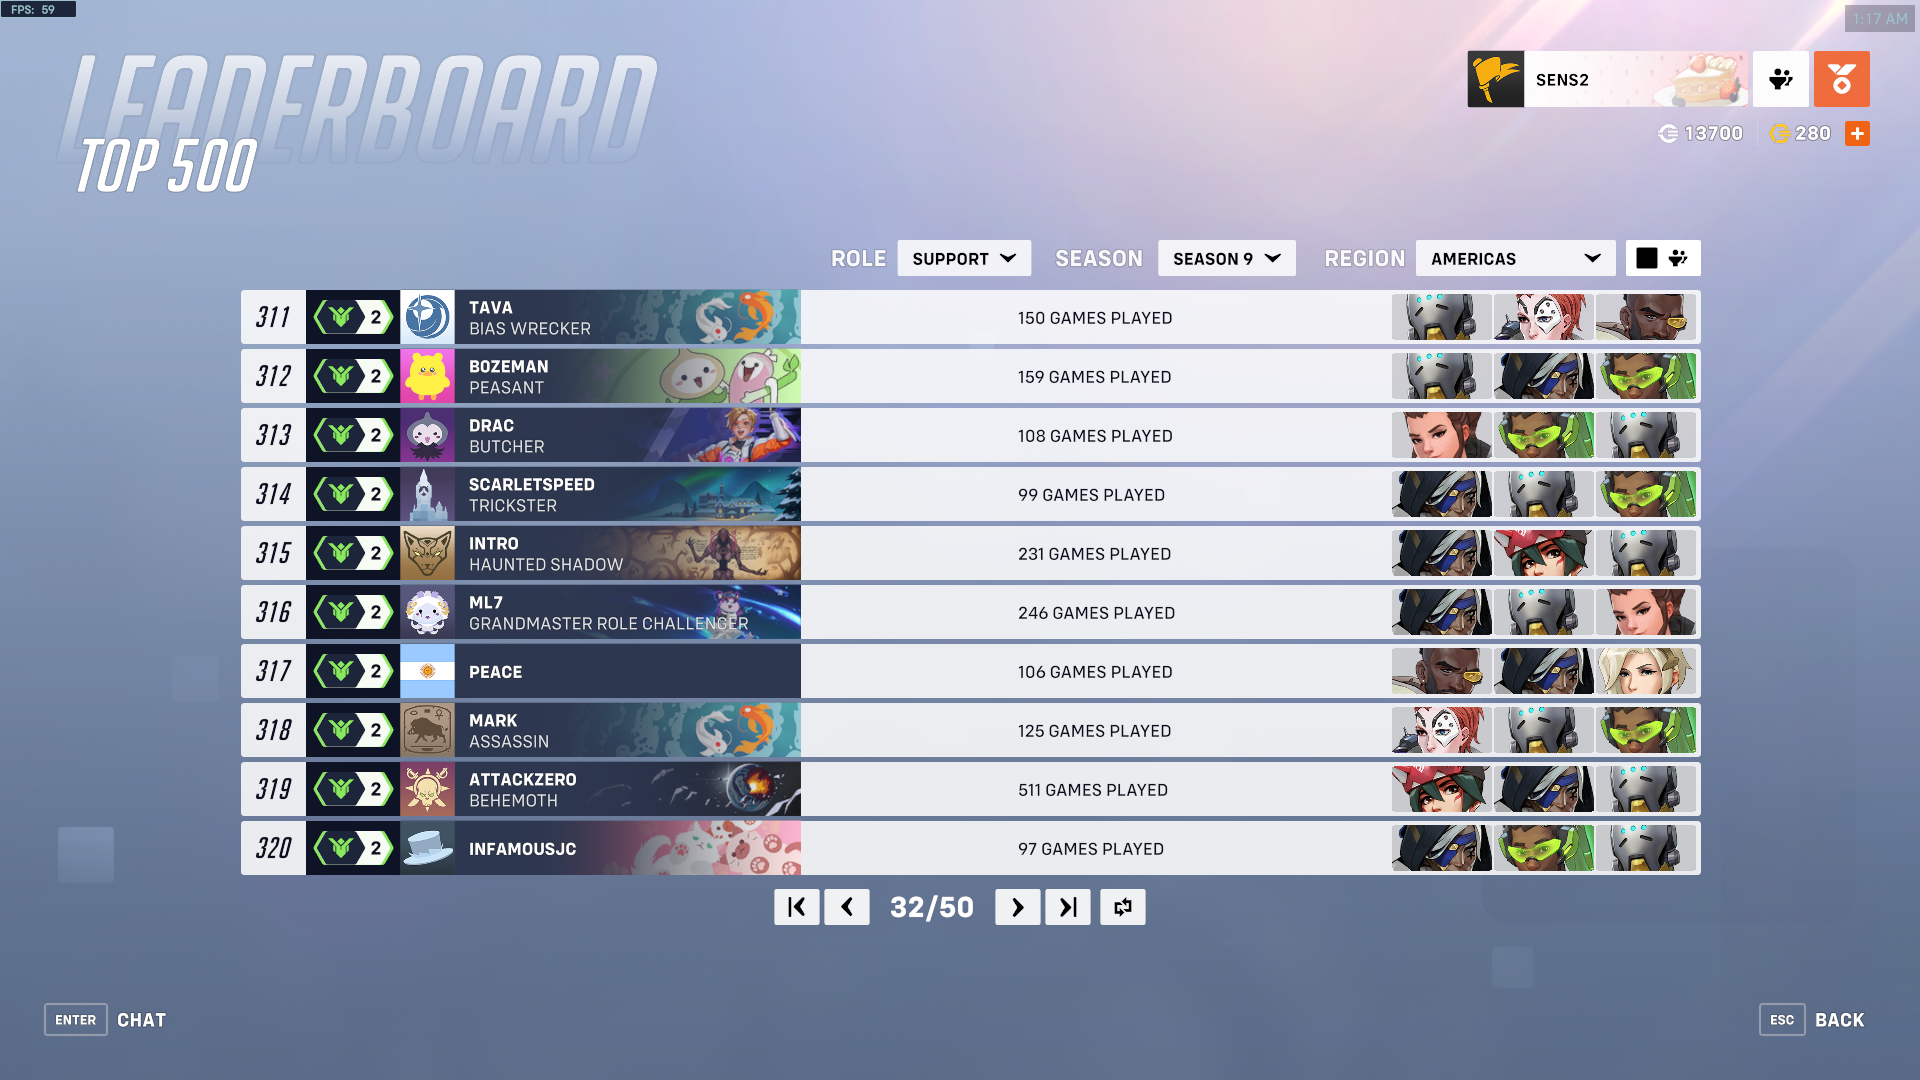 FPS: 59
1:17 AM
LEADERBOARD
TOP 500
SENS2
13700
280
ROLE SUPPORT SEASON SEASON 9 REGION AMERICAS
311 2 TAVA
BIAS WRECKER
150 GAMES PLAYED
312 2 BOZEMAN
PEASANT
159 GAMES PLAYED
313 2 DRAC
BUTCHER
108 GAMES PLAYED
314 2 SCARLETSPEED
TRICKSTER
99 GAMES PLAYED
315 2 INTRO
HAUNTED SHADOW
231 GAMES PLAYED
316 2 ML7
GRANDMASTER ROLE CHALLENGER
246 GAMES PLAYED
317 2 PEACE
106 GAMES PLAYED
318 2 MARK
ASSASSIN
125 GAMES PLAYED
319 2 ATTACKZERO
BEHEMOTH
511 GAMES PLAYED
320 2 INFAMOUSJC
97 GAMES PLAYED
32/50
ENTER CHAT
ESC BACK